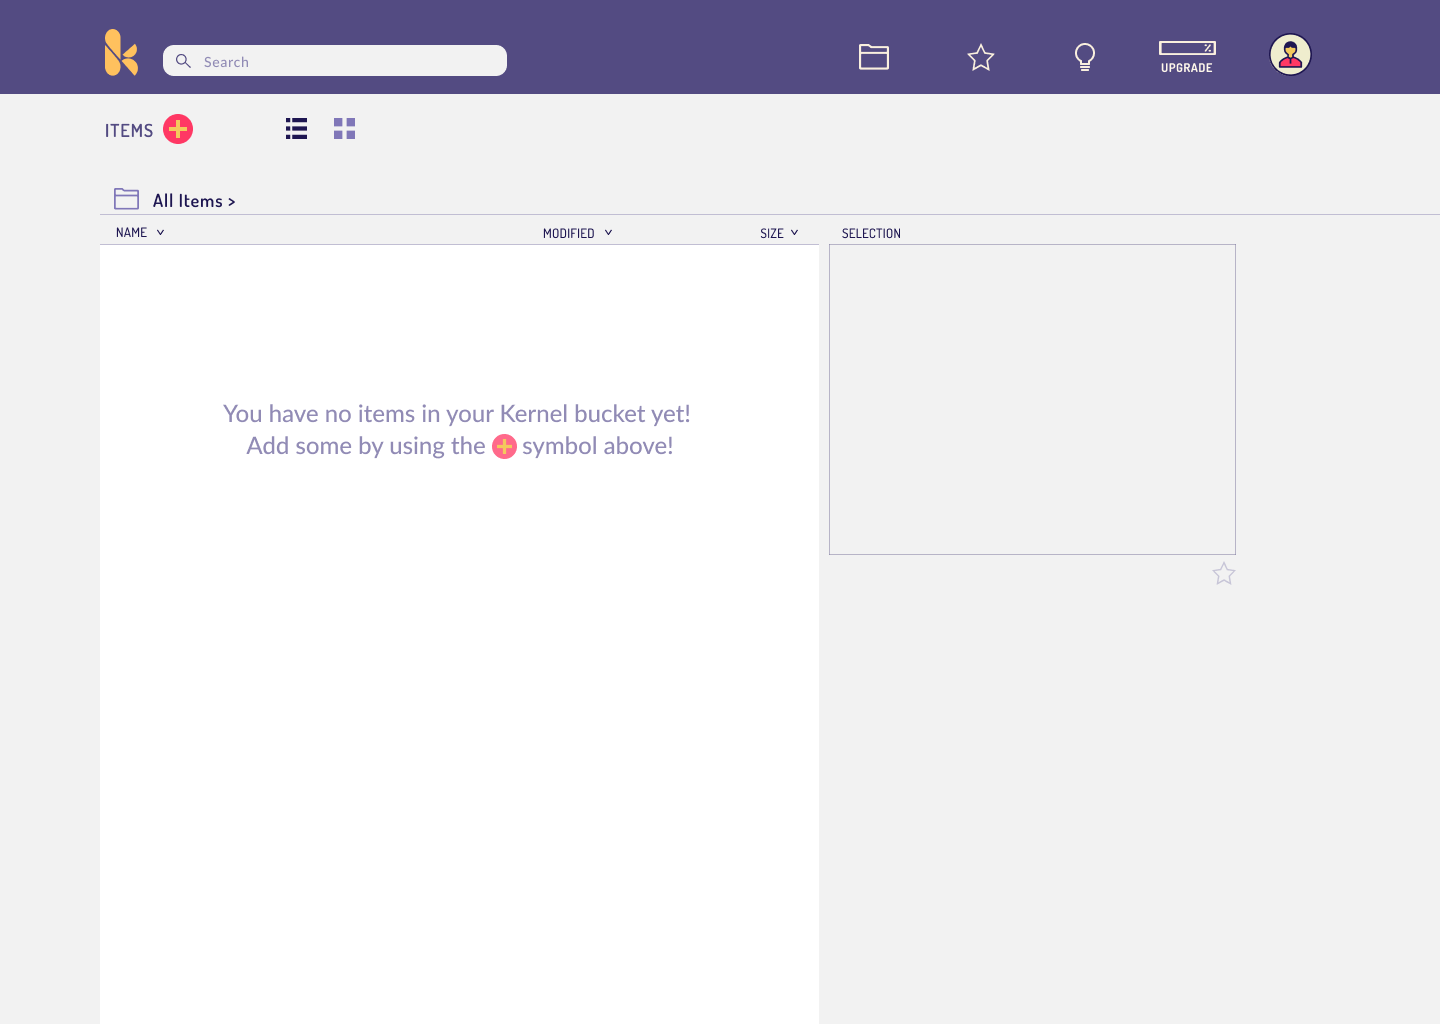 Search
%
UPGRADE
ITEMS
All Items >
NAME
MODIFIED
SIZE
SELECTION
You have no items in your Kernel bucket yet!
Add some by using the + symbol above!